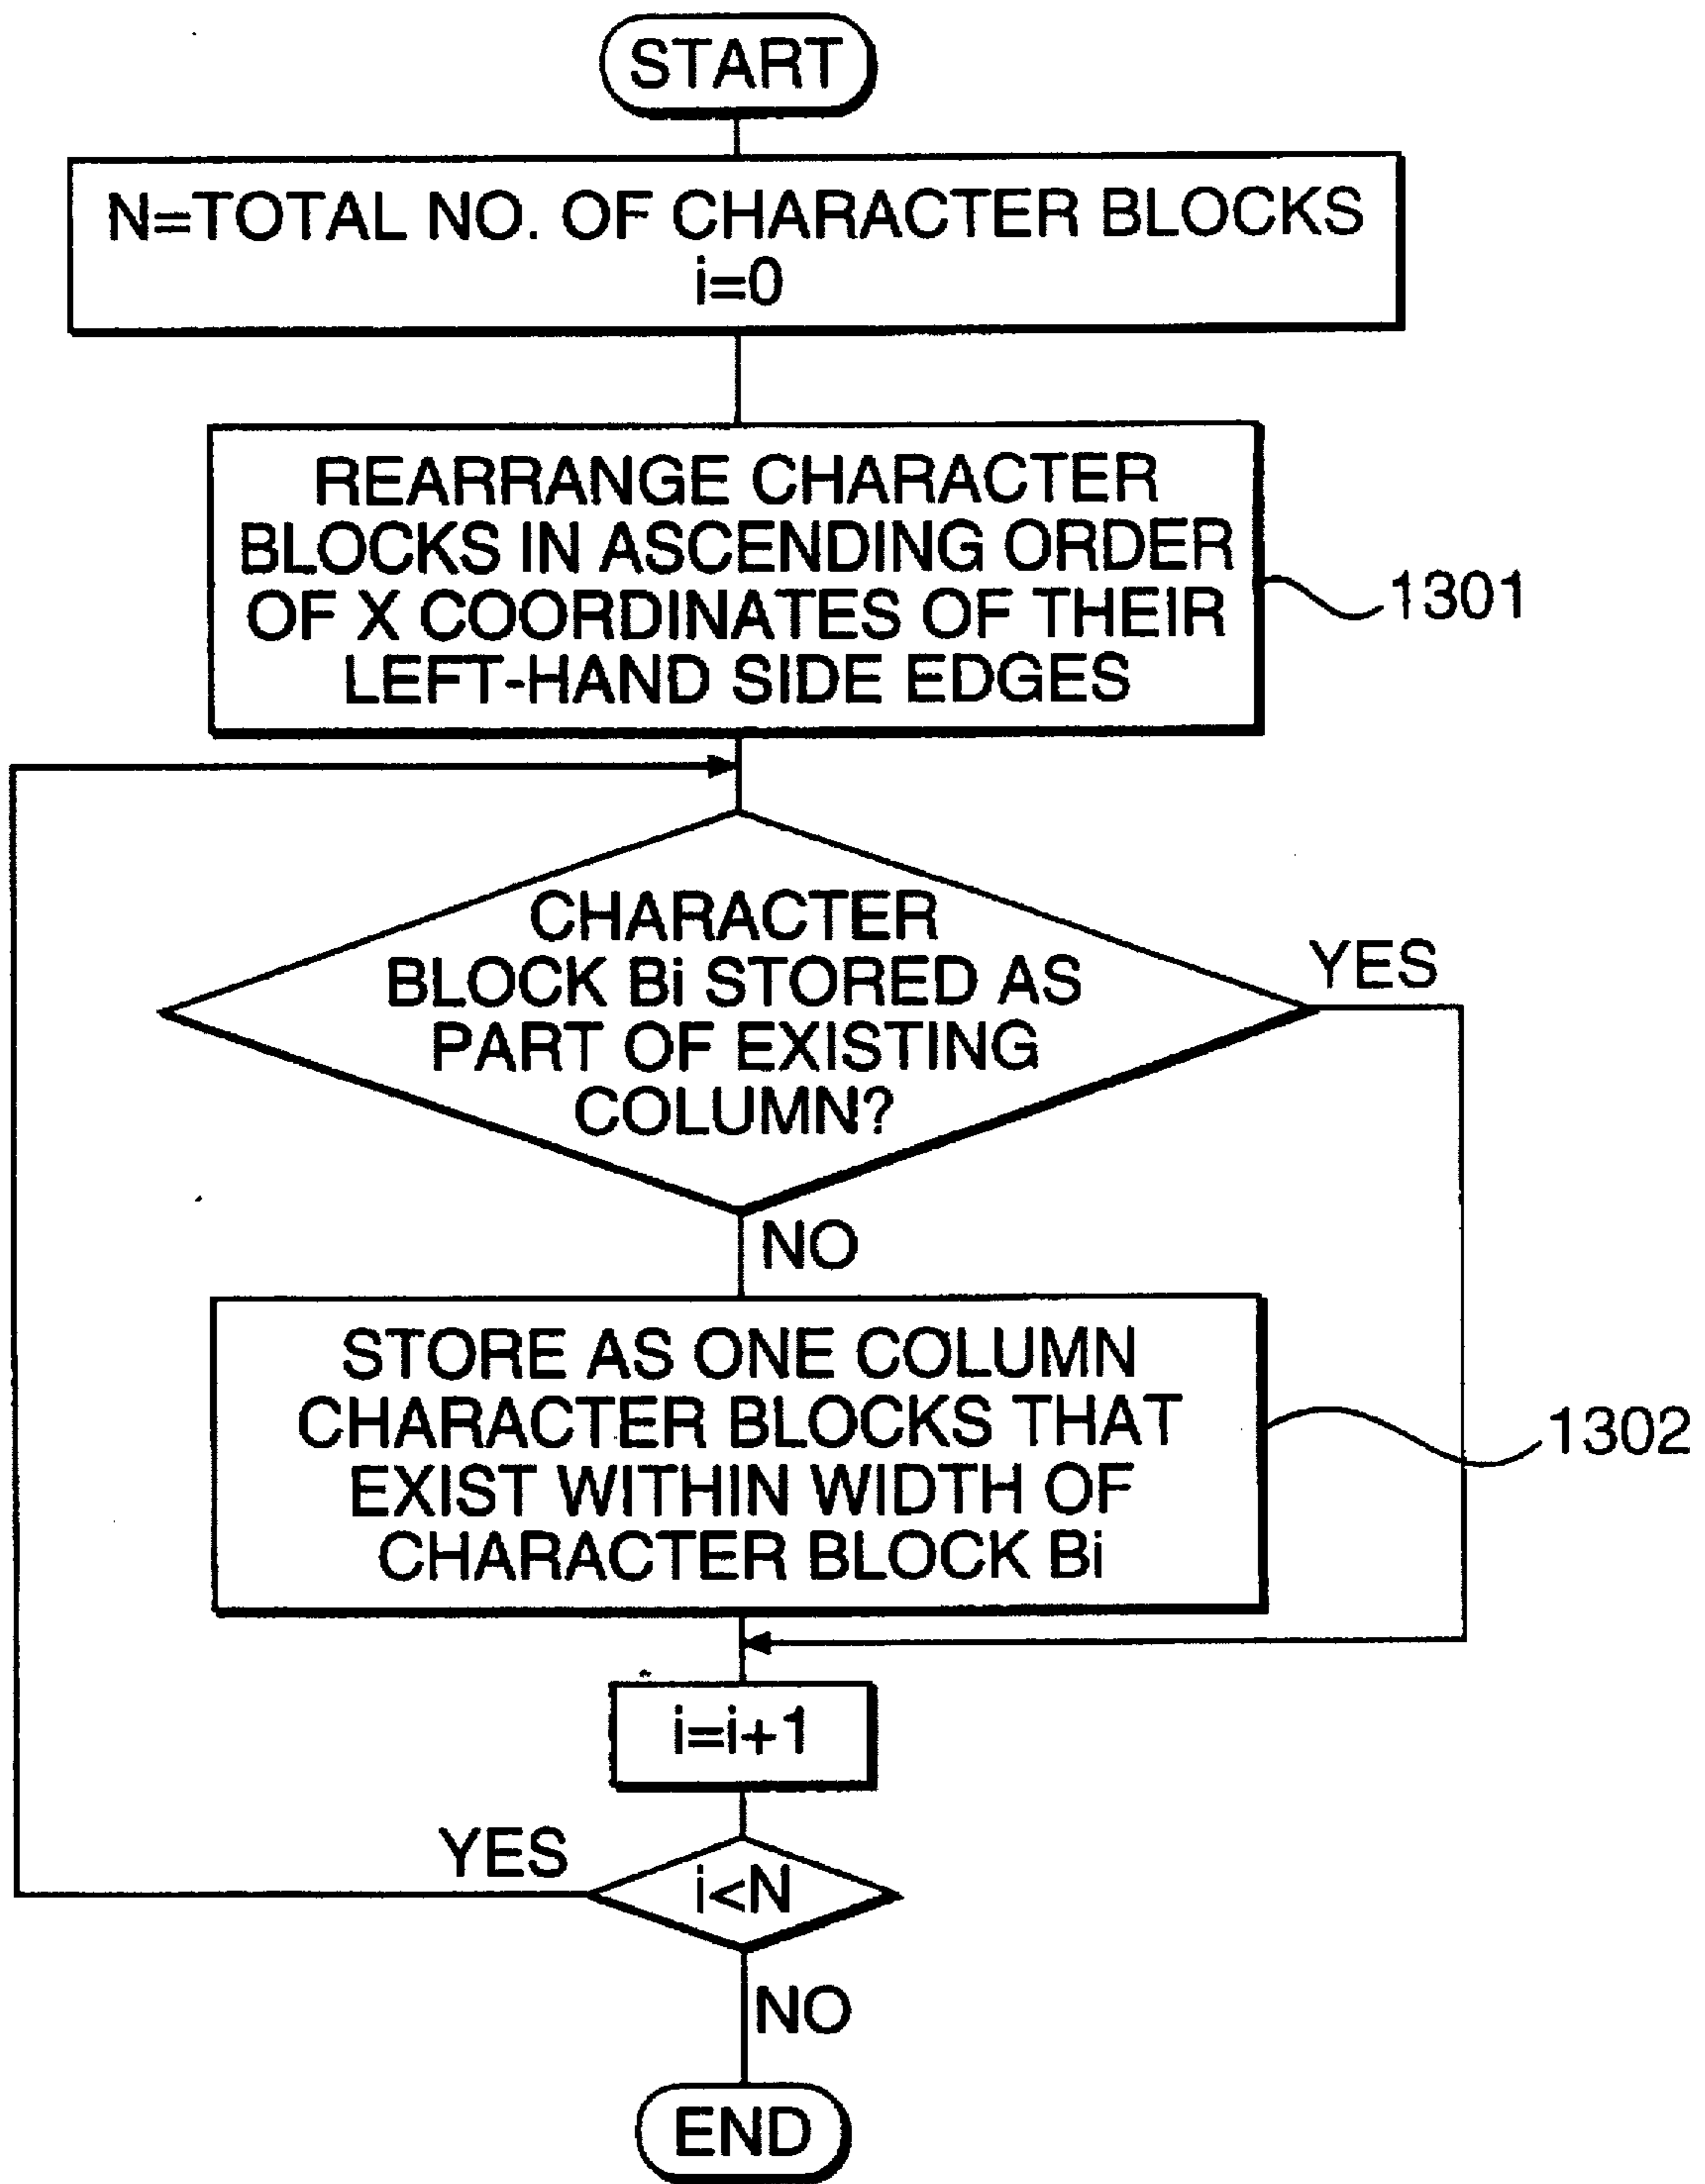 START
N=TOTAL NO. OF CHARACTER BLOCKS
i=0
REARRANGE CHARACTER
BLOCKS IN ASCENDING ORDER
OF X COORDINATES OF THEIR
LEFT-HAND SIDE EDGES
1301
CHARACTER
BLOCK Bi STORED AS
PART OF EXISTING
COLUMN?
YES
NO
STORE AS ONE COLUMN
CHARACTER BLOCKS THAT
EXIST WITHIN WIDTH OF
CHARACTER BLOCK Bi
1302
i=i+1
YES
i<N
NO
END